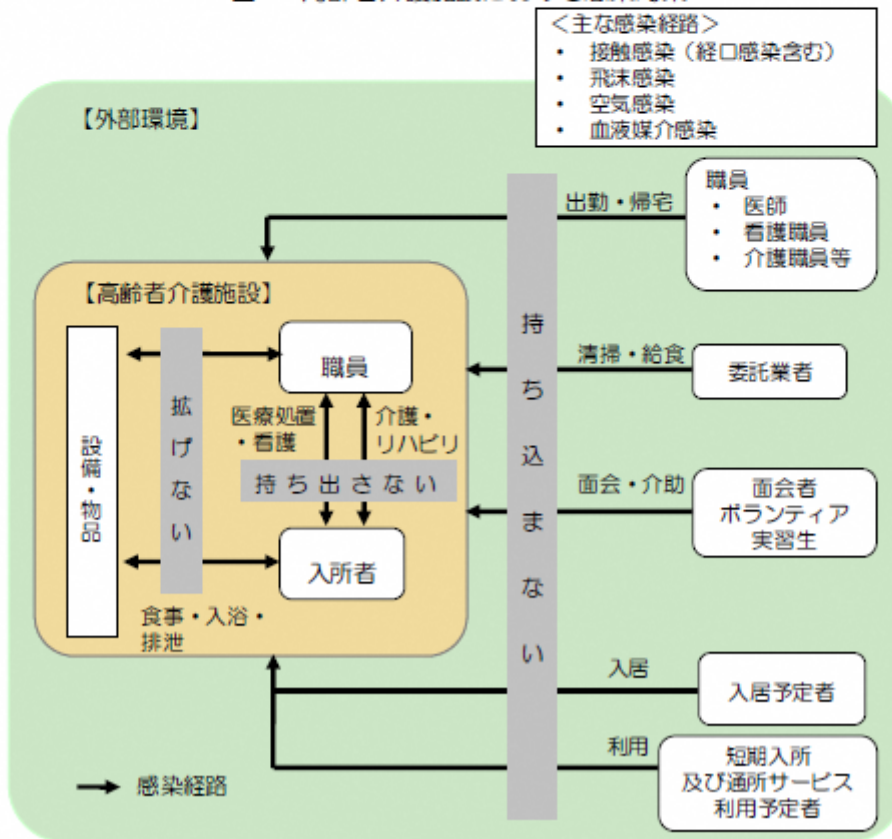 ＜主な感染経路＞
・ 接触感染（経口感染含む）
・ 飛沫感染
・ 空気感染
・ 血液媒介感染
【外部環境】
職員
・ 医師
・ 看護職員
・ 介護職員等
出勤・帰宅
【高齢者介護施設】
持ち込まない
職員
清掃・給食
委託業者
拡げない
医療処置
・看護
介護・
リハビリ
設備・物品
持ち出さない
面会・介助
面会者
ボランティア
実習生
入所者
食事・入浴・
排泄
入居
入居予定者
利用
短期入所
及び通所サービス
利用予定者
感染経路